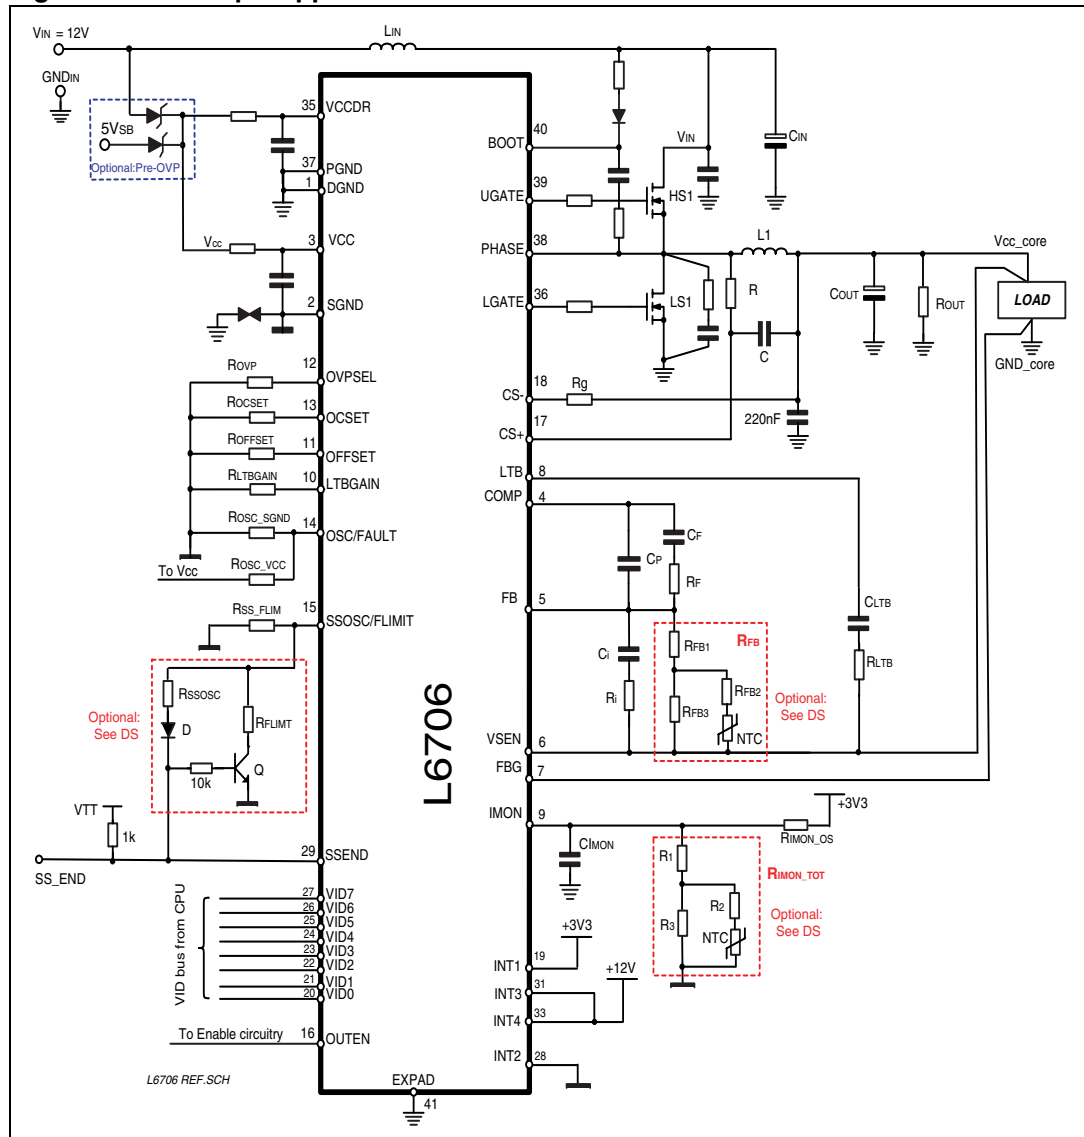 VIN = 12V
LIN
GNDIN
5VSB
Optional:Pre-OVP
35
VCCDR
37
PGND
1
DGND
Vcc
3
VCC
2
SGND
ROVP
12
OVPSEL
ROCSET
13
OCSET
ROFFSET
11
OFFSET
RLTBGAIN
10
LTBGAIN
ROSC_SGND
14
OSC/FAULT
To Vcc
ROSC_VCC
RSS_FLIM
15
SSOSC/FLIMIT
Optional:
See DS
RSSOSC
D
RFLIMT
10k
Q
VTT
1k
SS_END
29
SSEND
VID bus from CPU
27
VID7
26
VID6
25
VID5
24
VID4
23
VID3
22
VID2
21
VID1
20
VID0
To Enable circuitry
16
OUTEN
L6706 REF.SCH
L6706
EXPAD
41
40
BOOT
VIN
CIN
39
UGATE
HS1
38
PHASE
L1
Vcc_core
36
LGATE
LS1
R
C
COUT
ROUT
LOAD
GND_core
18
CS-
Rg
220nF
17
CS+
LTB
8
COMP
4
CF
CP
RF
CLTB
RLTB
FB
5
Ci
Ri
RFB
RFB1
RFB2
RFB3
NTC
Optional:
See DS
VSEN
6
FBG
7
IMON
9
+3V3
RIMON_OS
CIMON
R1
RIMON_TOT
R2
R3
NTC
Optional:
See DS
+3V3
19
INT1
+12V
31
INT3
33
INT4
28
INT2